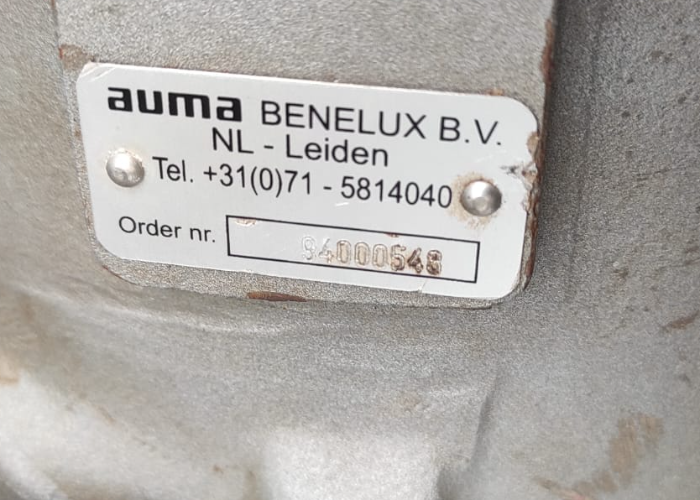 auma BENELUX B.V.
NL - Leiden
Tel. +31(0)71 - 5814040
Order nr. 94000548